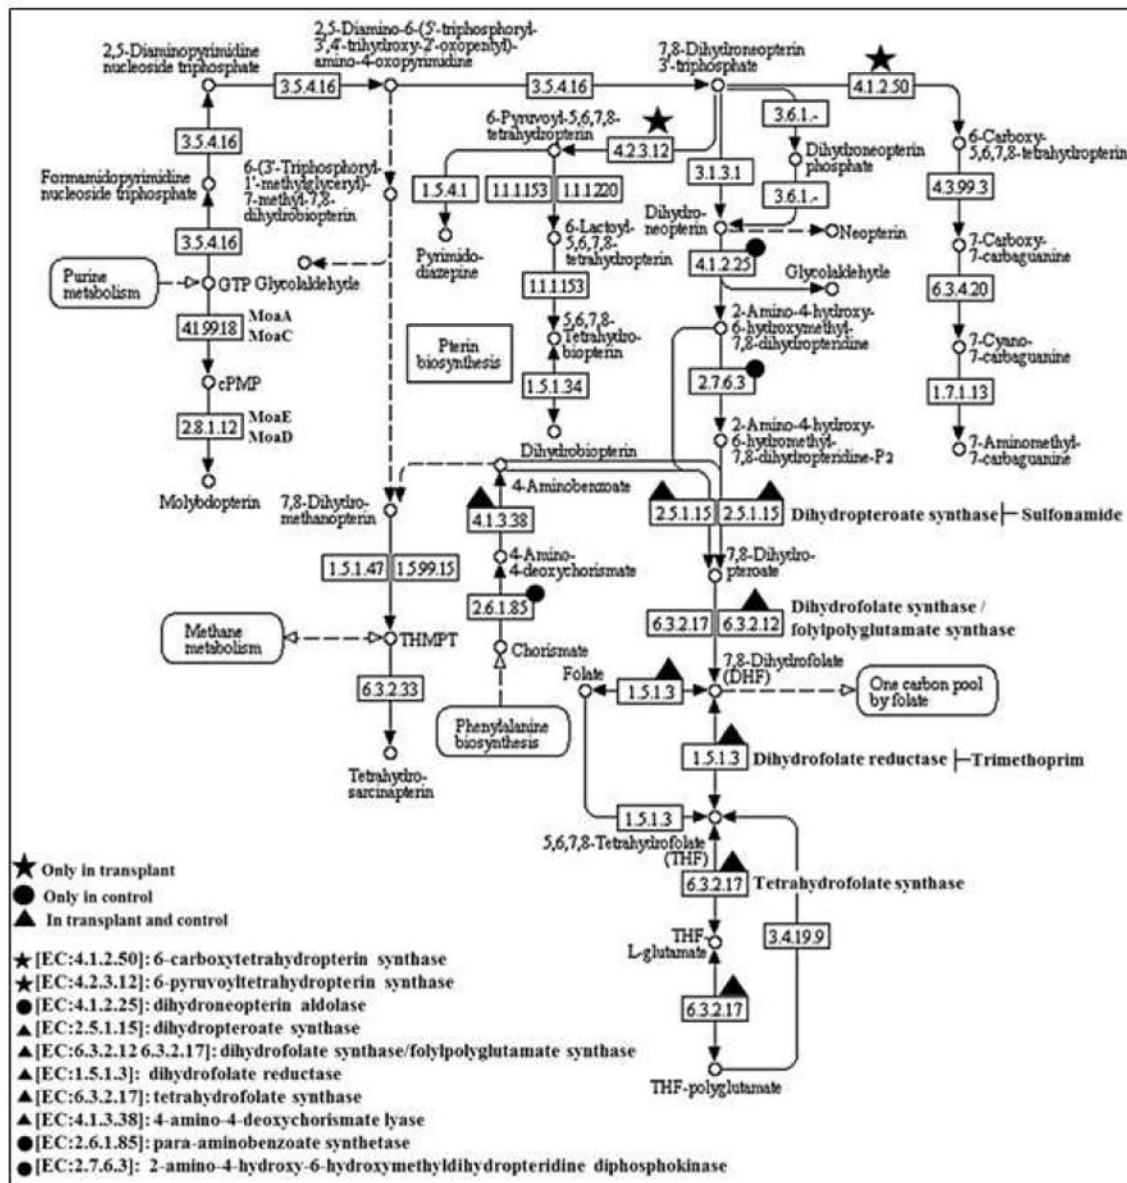 2,5-Diaminopyrimidine
nucleoside triphosphate
2,5-Diamino-6-(5'-triphosphoryl-
3',4'-trihydroxy-2'-oxopentyl)-
amino-4-oxopyrimidine
7,8-Dihydroneopterin
3'-triphosphate
3.5.4.16
3.5.4.16
4.1.2.50
3.6.1.-
6-Pyruvoyl-5,6,7,8-
tetrahydropterin
4.2.3.12
3.5.4.16
Formamidopyrimidine
nucleoside triphosphate
6-(3'-Triphosphoryl-
1'-methylglyceryl)-
7-methyl-7,8-
dihydrobiopterin
1.5.4.1
1.1.1.153
1.1.1.220
3.1.3.1
Dihydroneopterin
phosphate
6-Carboxy-
5,6,7,8-tetrahydropterin
4.3.99.3
3.6.1.-
3.5.4.16
Pyrimido-
diazepine
6-Lactoyl-
5,6,7,8-
tetrahydropterin
Dihydro-
neopterin
Neopterin
7-Carboxy-
7-carbaguanine
Purine
metabolism
GTP
Glycolaldehyde
4.1.2.25
Glycolaldehyde
6.3.4.20
4.1.99.18
MoaA
MoaC
1.1.1.153
5,6,7,8-
Tetrahydro-
biopterin
2-Amino-4-hydroxy-
6-hydroxymethyl-
7,8-dihydropteridine
7-Cyano-
7-carbaguanine
Pterin
biosynthesis
cPMP
1.5.1.34
2.7.6.3
1.7.1.13
2.8.1.12
MoaE
MoaD
Dihydrobiopterin
2-Amino-4-hydroxy-
6-hydromethyl-
7,8-dihydropteridine-P2
7-Aminomethyl-
7-carbaguanine
Molybdopterin
7,8-Dihydro-
methanopterin
4-Aminobenzoate
4.1.3.38
2.5.1.15
2.5.1.15
Dihydropteroate synthase
Sulfonamide
4-Amino-
4-deoxychorismate
7,8-Dihydro-
pteroate
1.5.1.47
1.5.99.15
2.6.1.85
6.3.2.17
6.3.2.12
Dihydrofolate synthase /
folylpolyglutamate synthase
Methane
metabolism
THMPT
Chorismate
6.3.2.33
Folate
1.5.1.3
7,8-Dihydrofolate
(DHF)
One carbon pool
by folate
Phenylalanine
biosynthesis
Tetrahydro-
sarcinapterin
1.5.1.3
Dihydrofolate reductase
Trimethoprim
1.5.1.3
5,6,7,8-Tetrahydrofolate
(THF)
6.3.2.17
Tetrahydrofolate synthase
3.4.19.9
THF-
L-glutamate
6.3.2.17
THF-polyglutamate
Only in transplant
Only in control
In transplant and control
[EC:4.1.2.50]: 6-carboxytetrahydropterin synthase
[EC:4.2.3.12]: 6-pyruvoyltetrahydropterin synthase
[EC:4.1.2.25]: dihydroneopterin aldolase
[EC:2.5.1.15]: dihydropteroate synthase
[EC:6.3.2.12 6.3.2.17]: dihydrofolate synthase/folylpolyglutamate synthase
[EC:1.5.1.3]: dihydrofolate reductase
[EC:6.3.2.17]: tetrahydrofolate synthase
[EC:4.1.3.38]: 4-amino-4-deoxychorismate lyase
[EC:2.6.1.85]: para-aminobenzoate synthetase
[EC:2.7.6.3]: 2-amino-4-hydroxy-6-hydroxymethyldihydropteridine diphosphokinase